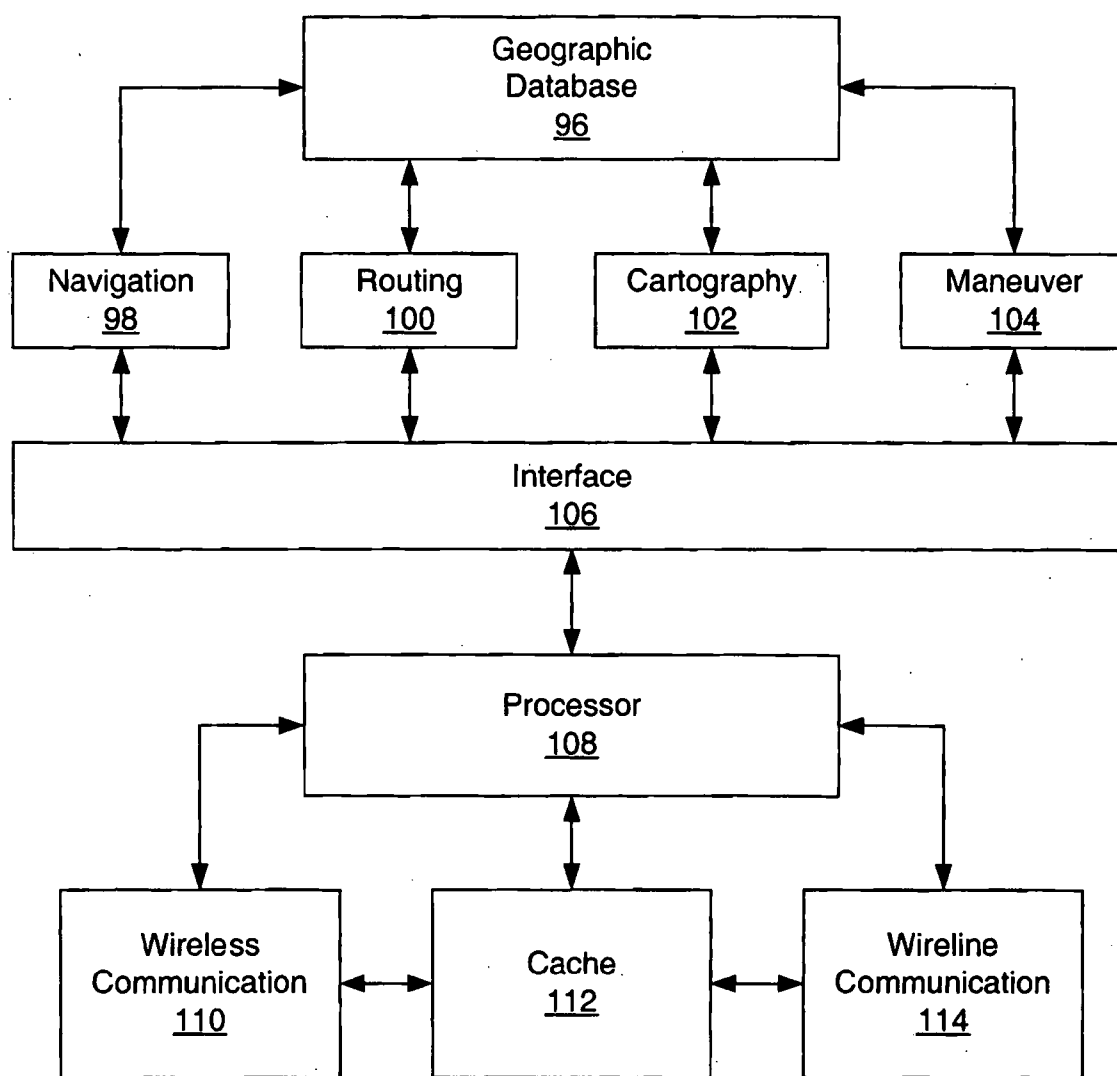 Geographic
Database
96
Navigation
98
Routing
100
Cartography
102
Maneuver
104
Interface
106
Processor
108
Wireless
Communication
110
Cache
112
Wireline
Communication
114